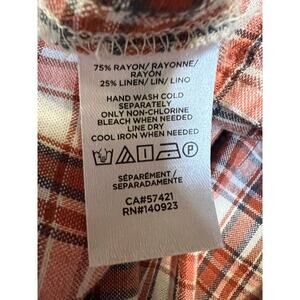 75% RAYON/ RAYONNE/
RAYÓN
25% LINEN/ LIN/ LINO
HAND WASH COLD
SEPARATELY
ONLY NON-CHLORINE
BLEACH WHEN NEEDED
LINE DRY
COOL IRON WHEN NEEDED
P
SÉPARÉMENT /
SEPARADAMENTE
CA#57421
RN#140923